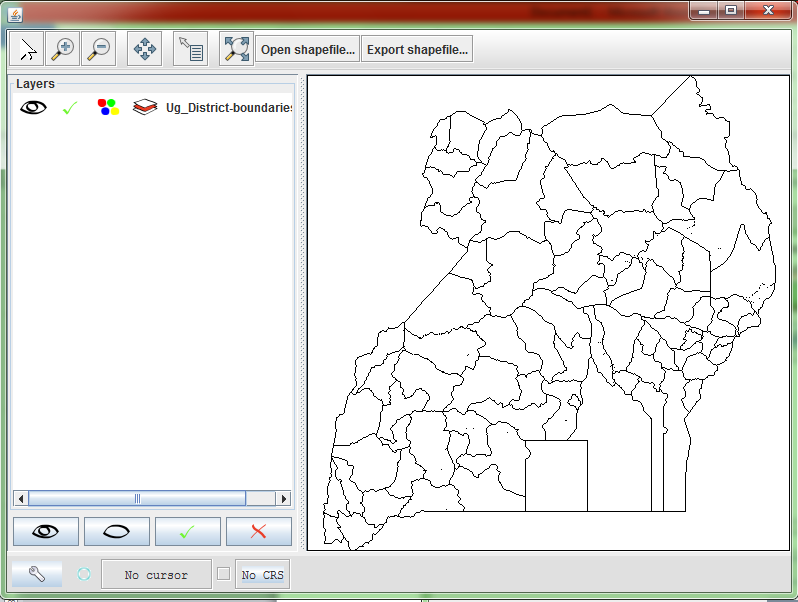 Open shapefile... Export shapefile...
Layers
Ug_District-boundaries
No cursor No CRS